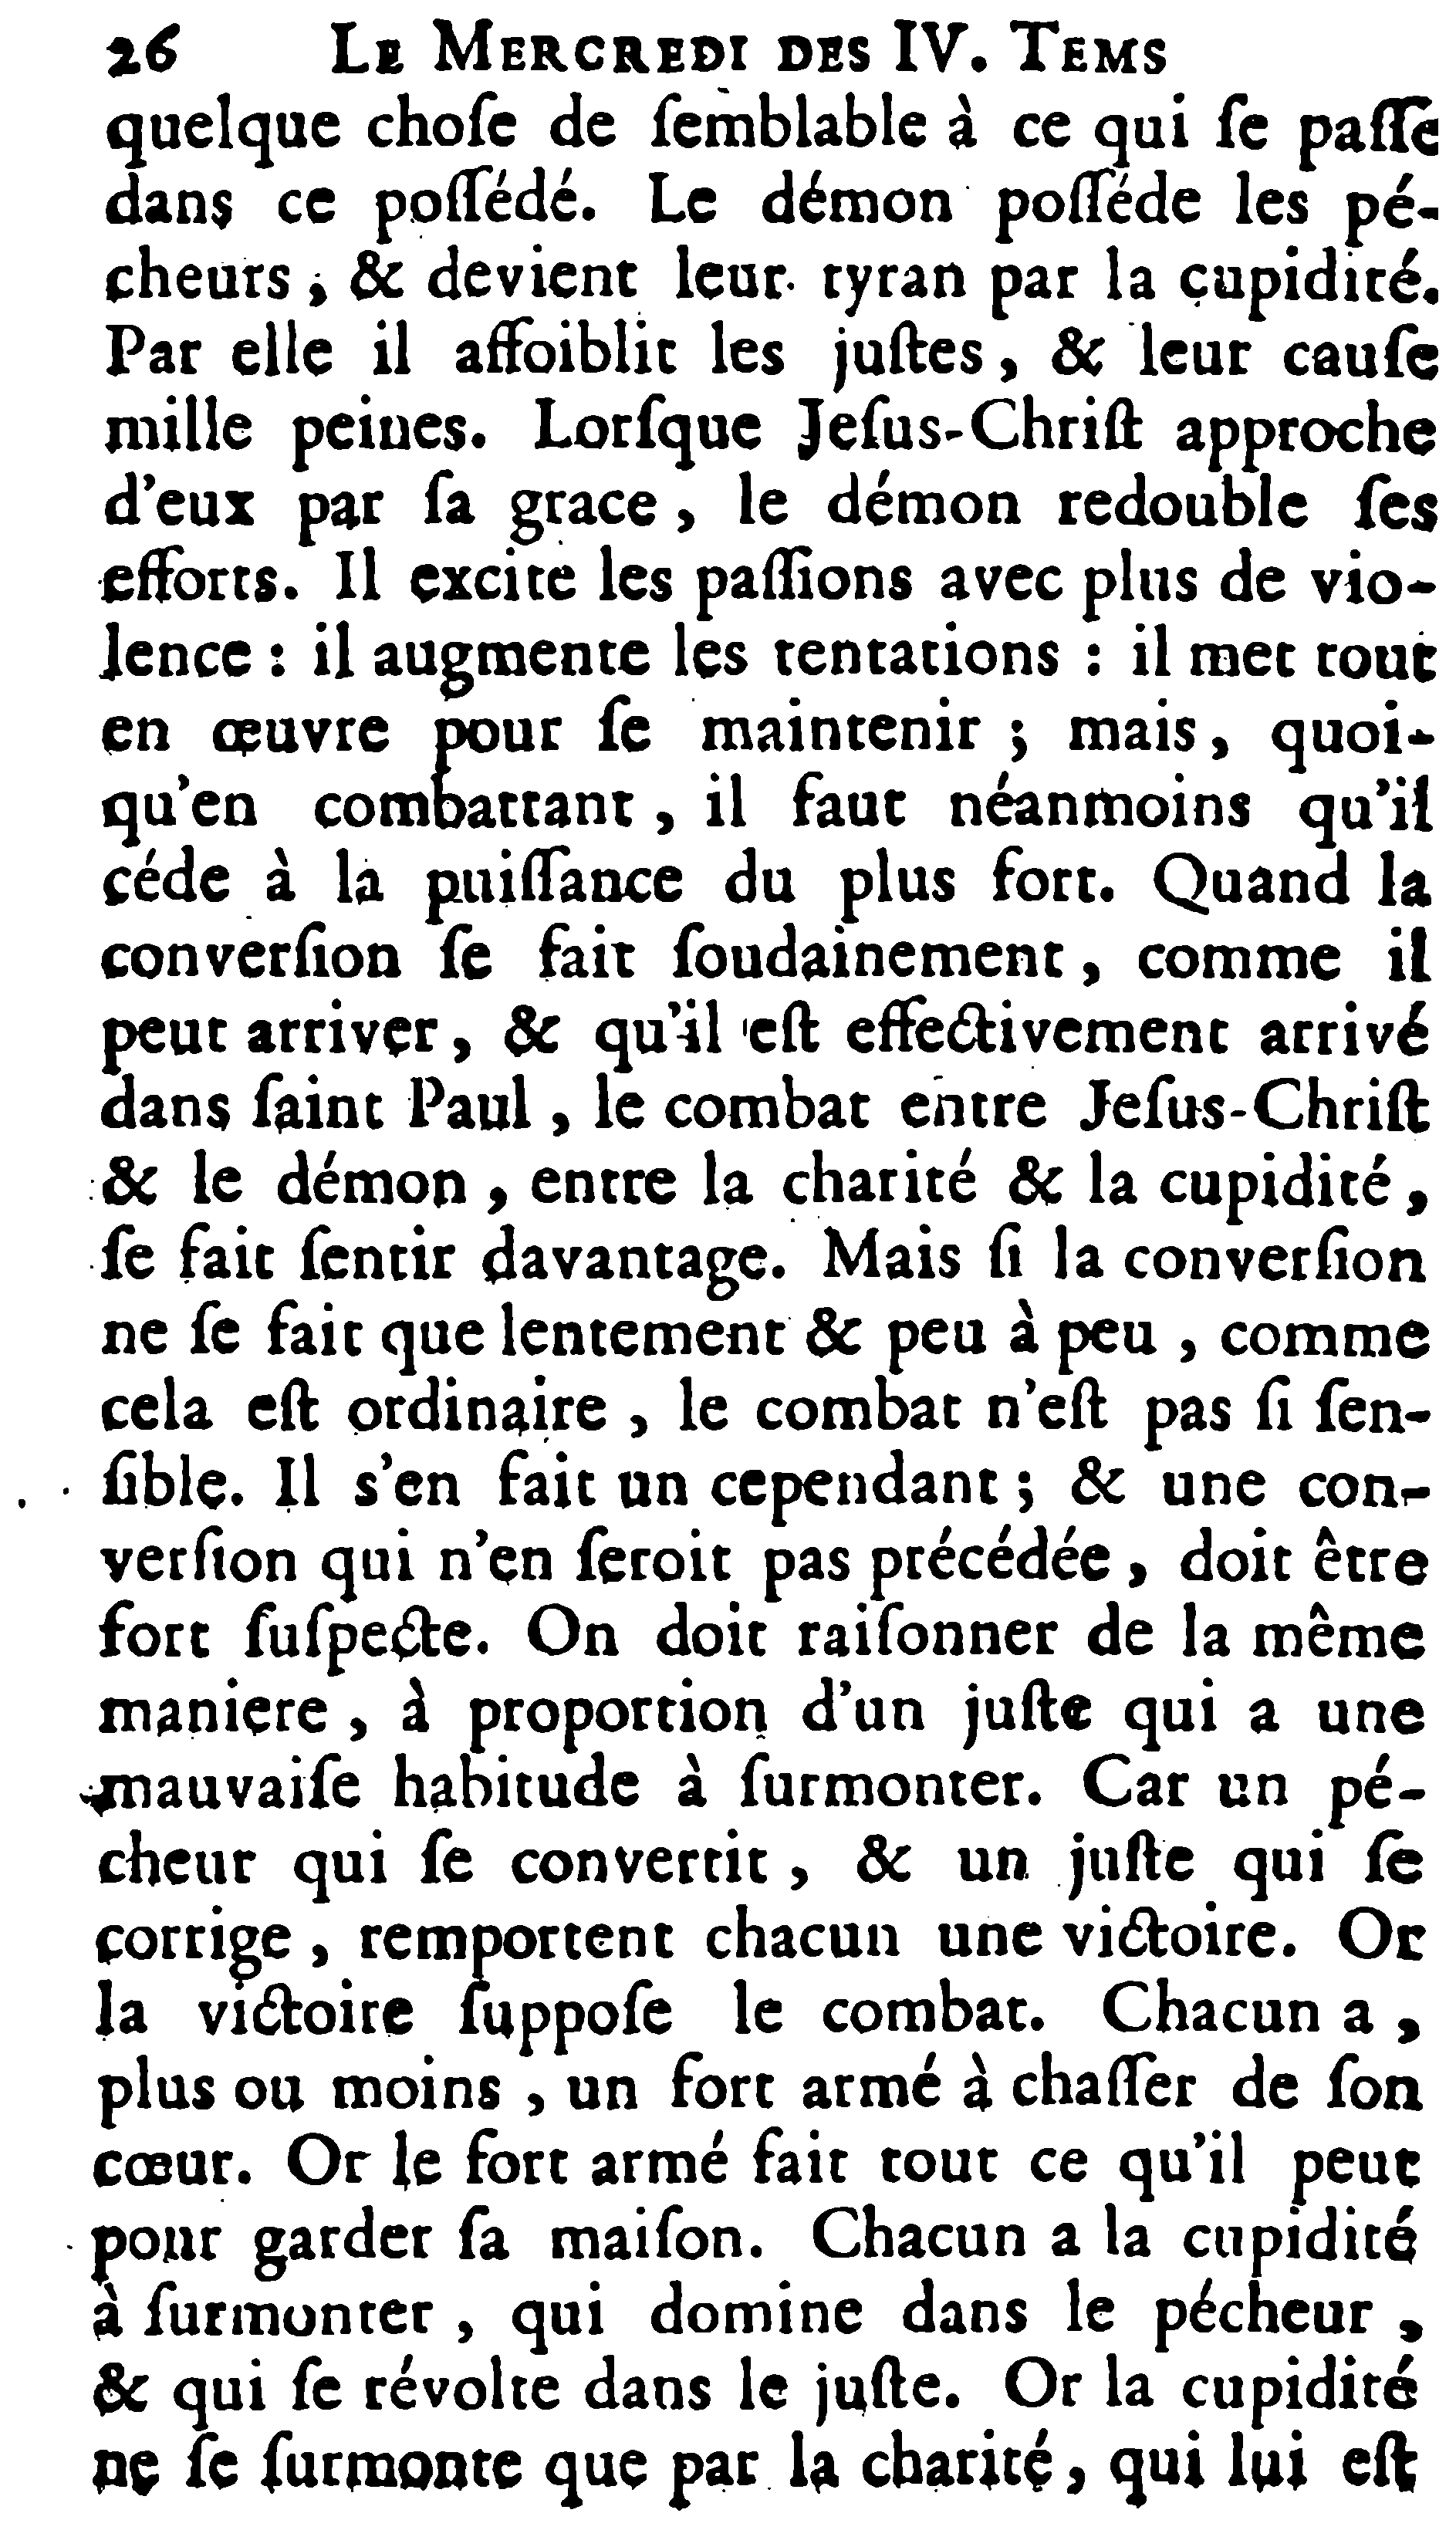 26 LE MERCREDI DES IV. TEMS
quelque choſe de ſemblable à ce qui ſe paſſe
dans ce poſſédé. Le démon poſſéde les pé-
cheurs, & devient leur tyran par la cupidité.
Par elle il affoiblit les juſtes, & leur cauſe
mille peines. Lorſque Jeſus-Chriſt approche
d'eux par ſa grace, le démon redouble ſes
efforts. Il excite les paſſions avec plus de vio-
lence : il augmente les tentations : il met tout
en œuvre pour ſe maintenir ; mais, quoi-
qu'en combattant, il faut néanmoins qu'il
céde à la puiſſance du plus fort. Quand la
converſion ſe fait ſoudainement, comme il
peut arriver, & qu'il eſt effectivement arrivé
dans ſaint Paul, le combat entre Jeſus-Chriſt
& le démon, entre la charité & la cupidité,
ſe fait ſentir davantage. Mais ſi la converſion
ne ſe fait que lentement & peu à peu, comme
cela eſt ordinaire, le combat n'eſt pas ſi ſen-
ſible. Il s'en fait un cependant ; & une con-
verſion qui n'en ſeroit pas précédée, doit être
fort ſuſpecte. On doit raiſonner de la même
maniere, à proportion d'un juſte qui a une
mauvaiſe habitude à ſurmonter. Car un pé-
cheur qui ſe convertit, & un juſte qui ſe
corrige, remportent chacun une victoire. Or
la victoire ſuppoſe le combat. Chacun a,
plus ou moins, un fort armé à chaſſer de ſon
cœur. Or le fort armé fait tout ce qu'il peut
pour garder ſa maiſon. Chacun a la cupidité
à ſurmonter, qui domine dans le pécheur,
& qui ſe révolte dans le juſte. Or la cupidité
ne ſe ſurmonte que par la charité, qui lui eſt